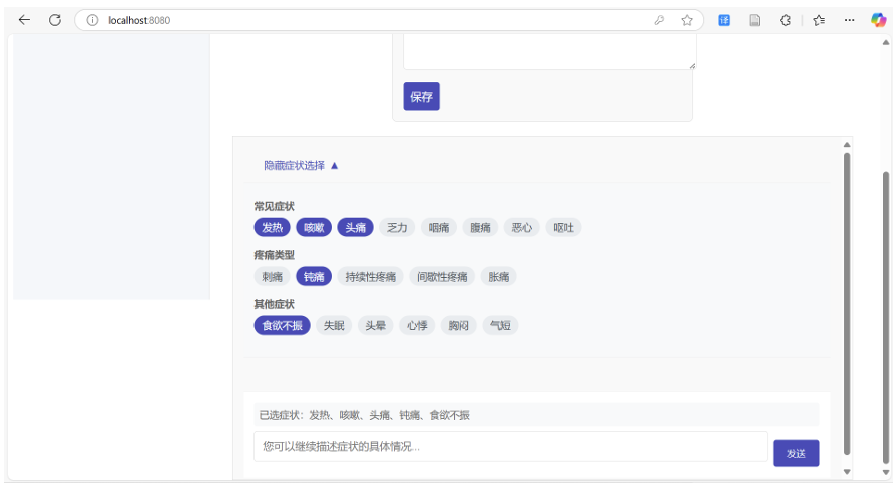 localhost:8080
译
保存
隐藏症状选择 ▲
常见症状
发热 咳嗽 头痛 乏力 咽痛 腹痛 恶心 呕吐
疼痛类型
刺痛 钝痛 持续性疼痛 间歇性疼痛 胀痛
其他症状
食欲不振 失眠 头晕 心悸 胸闷 气短
已选症状：发热、咳嗽、头痛、钝痛、食欲不振
您可以继续描述症状的具体情况...
发送